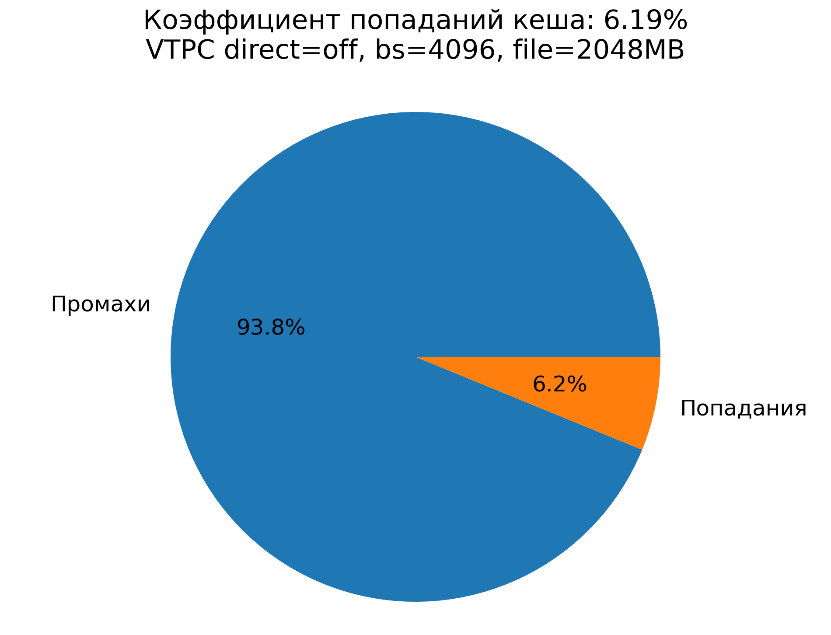 Коэффициент попаданий кеша: 6.19%
VTPC direct=off, bs=4096, file=2048MB
Промахи
93.8%
6.2%
Попадания